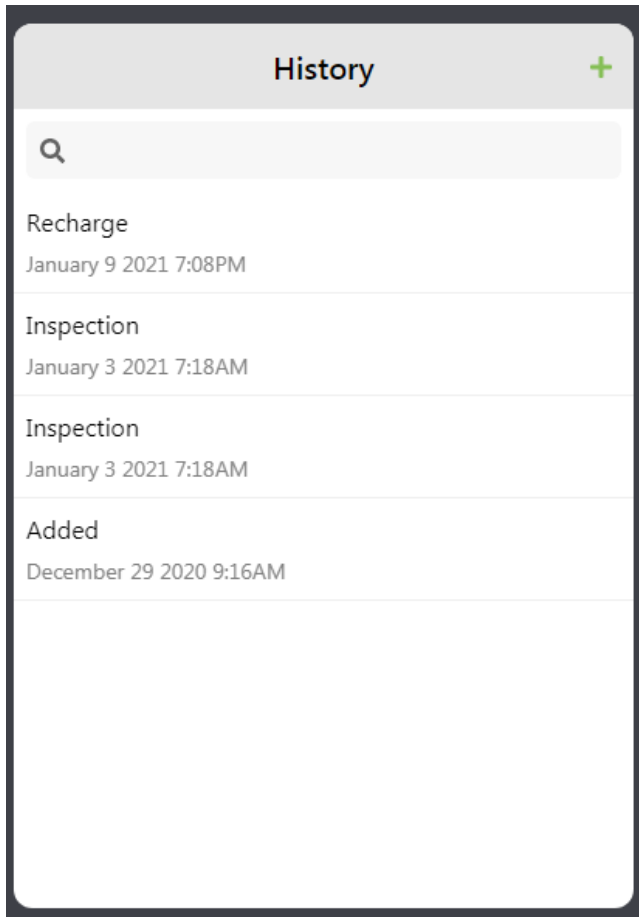 History
Recharge
January 9 2021 7:08PM
Inspection
January 3 2021 7:18AM
Inspection
January 3 2021 7:18AM
Added
December 29 2020 9:16AM